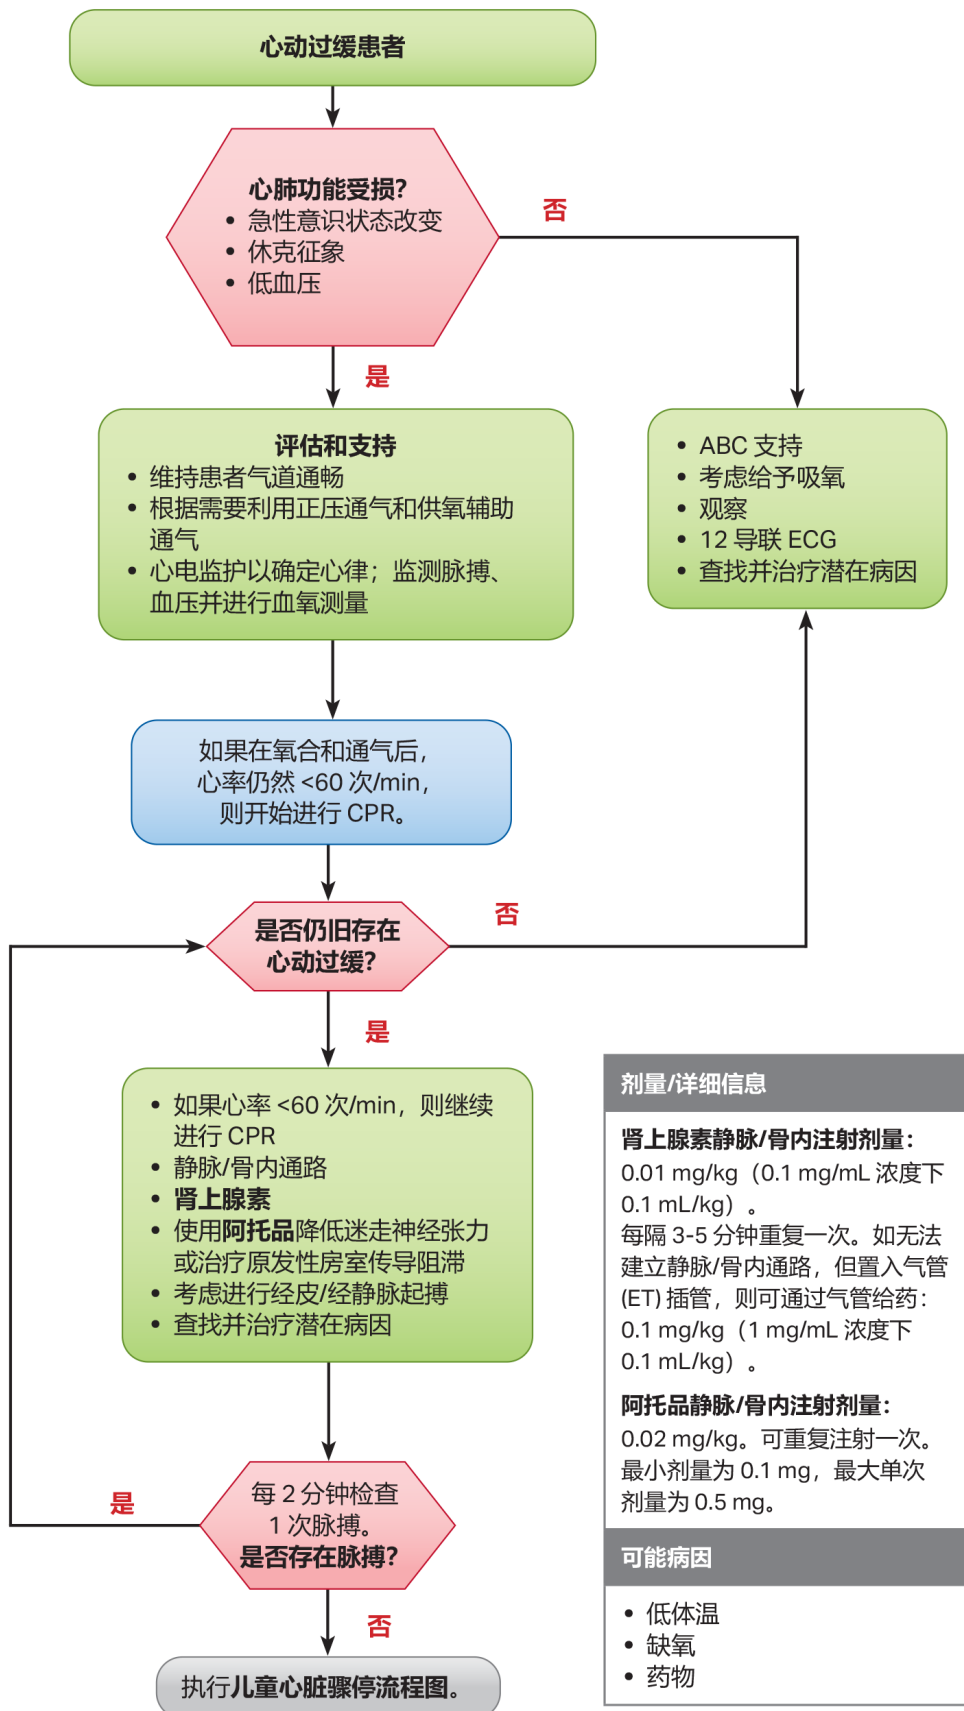 心动过缓患者
心肺功能受损？
• 急性意识状态改变
• 休克征象
• 低血压
否
是
评估和支持
• 维持患者气道通畅
• 根据需要利用正压通气和供氧辅助
通气
• 心电监护以确定心律；监测脉搏、
血压并进行血氧测量
• ABC 支持
• 考虑给予吸氧
• 观察
• 12 导联 ECG
• 查找并治疗潜在病因
如果在氧合和通气后，
心率仍然 <60 次/min，
则开始进行 CPR。
是否仍旧存在
心动过缓？
否
是
• 如果心率 <60 次/min，则继续
进行 CPR
• 静脉/骨内通路
• 肾上腺素
• 使用阿托品降低迷走神经张力
或治疗原发性房室传导阻滞
• 考虑进行经皮/经静脉起搏
• 查找并治疗潜在病因
每 2 分钟检查
1 次脉搏。
是否存在脉搏？
是
否
执行儿童心脏骤停流程图。
剂量/详细信息
肾上腺素静脉/骨内注射剂量：
0.01 mg/kg（0.1 mg/mL 浓度下
0.1 mL/kg）。
每隔 3-5 分钟重复一次。如无法
建立静脉/骨内通路，但置入气管
(ET) 插管，则可通过气管给药：
0.1 mg/kg（1 mg/mL 浓度下
0.1 mL/kg）。
阿托品静脉/骨内注射剂量：
0.02 mg/kg。可重复注射一次。
最小剂量为 0.1 mg，最大单次
剂量为 0.5 mg。
可能病因
• 低体温
• 缺氧
• 药物